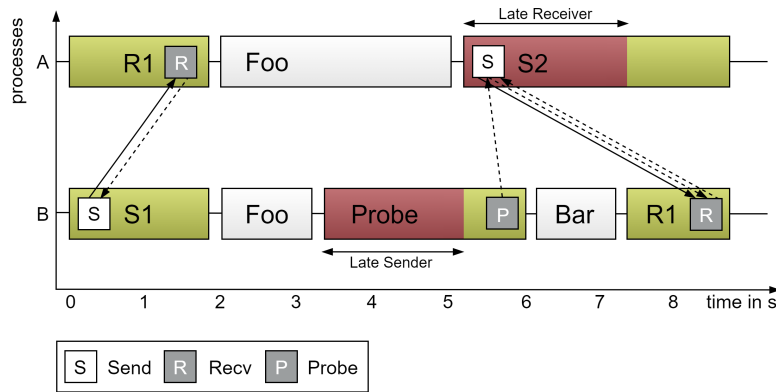 Late Receiver
processes
A
R1 R Foo S S2
B
S S1 Foo Probe P Bar R1 R
Late Sender
0 1 2 3 4 5 6 7 8 time in s
S Send R Recv P Probe